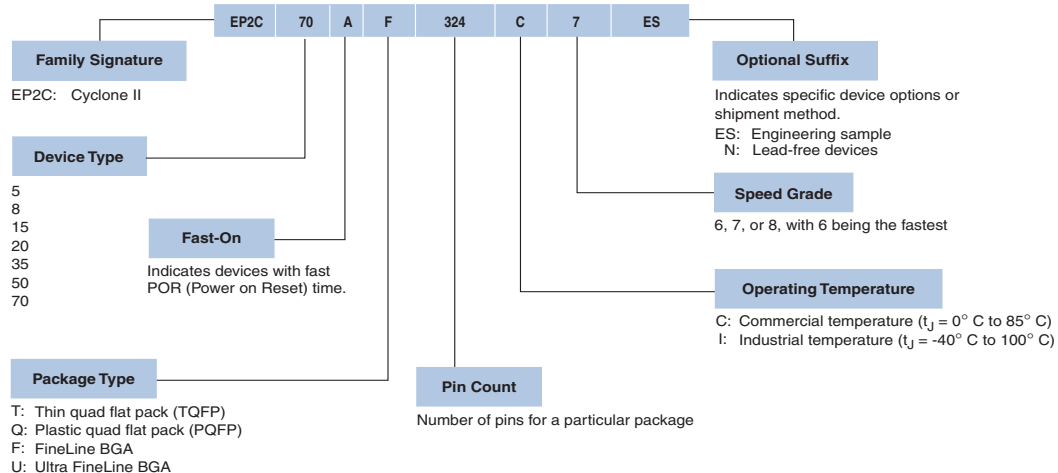 EP2C 70 A F 324 C 7 ES
Family Signature
EP2C: Cyclone II
Device Type
5
8
15
20
35
50
70
Fast-On
Indicates devices with fast
POR (Power on Reset) time.
Package Type
T: Thin quad flat pack (TQFP)
Q: Plastic quad flat pack (PQFP)
F: FineLine BGA
U: Ultra FineLine BGA
Pin Count
Number of pins for a particular package
Optional Suffix
Indicates specific device options or
shipment method.
ES: Engineering sample
N: Lead-free devices
Speed Grade
6, 7, or 8, with 6 being the fastest
Operating Temperature
C: Commercial temperature (tJ = 0° C to 85° C)
I: Industrial temperature (tJ = -40° C to 100° C)